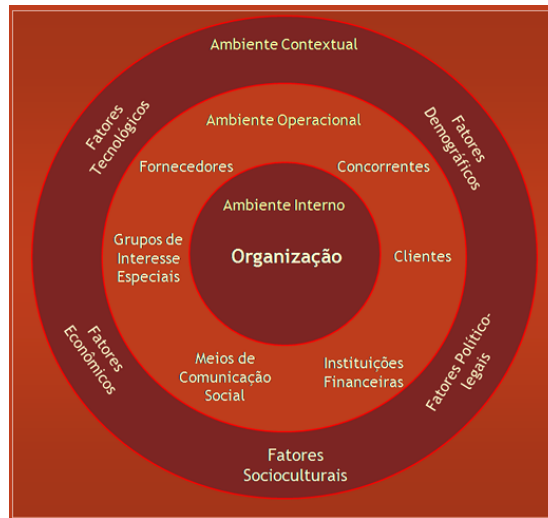 Ambiente Contextual
Fatores
Tecnológicos
Fatores
Demográficos
Ambiente Operacional
Fornecedores
Concorrentes
Ambiente Interno
Organização
Grupos de
Interesse
Especiais
Clientes
Fatores
Econômicos
Meios de
Comunicação
Social
Instituições
Financeiras
Fatores Político-
legais
Fatores
Socioculturais